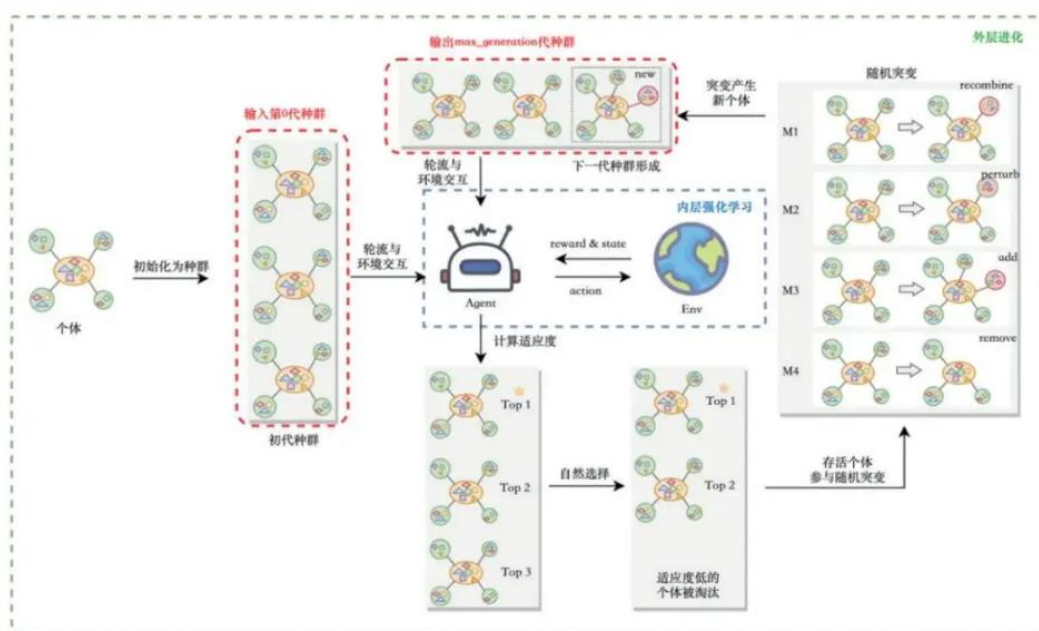 外层进化
输出max_generation代种群
new
下一代种群形成
突变产生
新个体
随机突变
recombine
M1
perturb
M2
add
M3
remove
M4
输入第0代种群
初代种群
个体
初始化为种群
轮流与
环境交互
轮流与
环境交互
内层强化学习
Agent
reward & state
action
Env
计算适应度
Top 1
Top 2
Top 3
自然选择
Top 1
Top 2
适应度低的
个体被淘汰
存活个体
参与随机突变